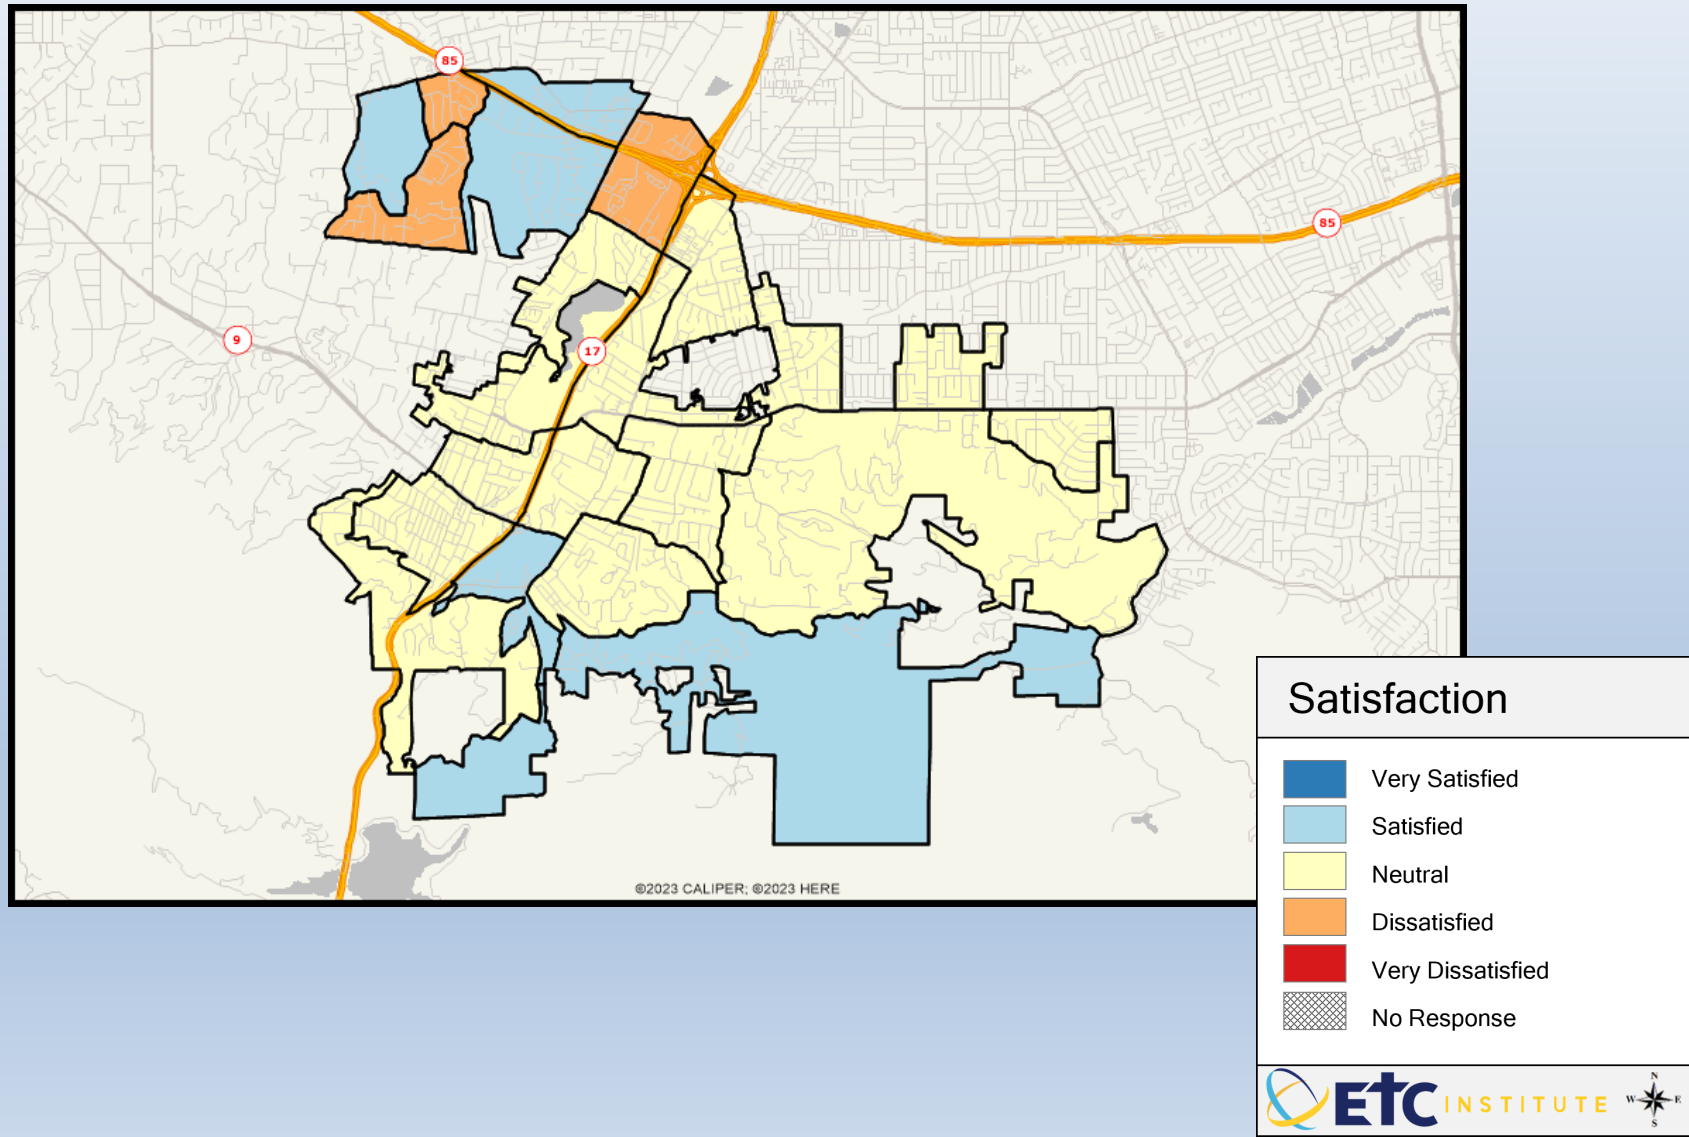 85
85
9
17
©2023 CALIPER; ©2023 HERE
Satisfaction
Very Satisfied
Satisfied
Neutral
Dissatisfied
Very Dissatisfied
No Response
ETC INSTITUTE
N
W E
S